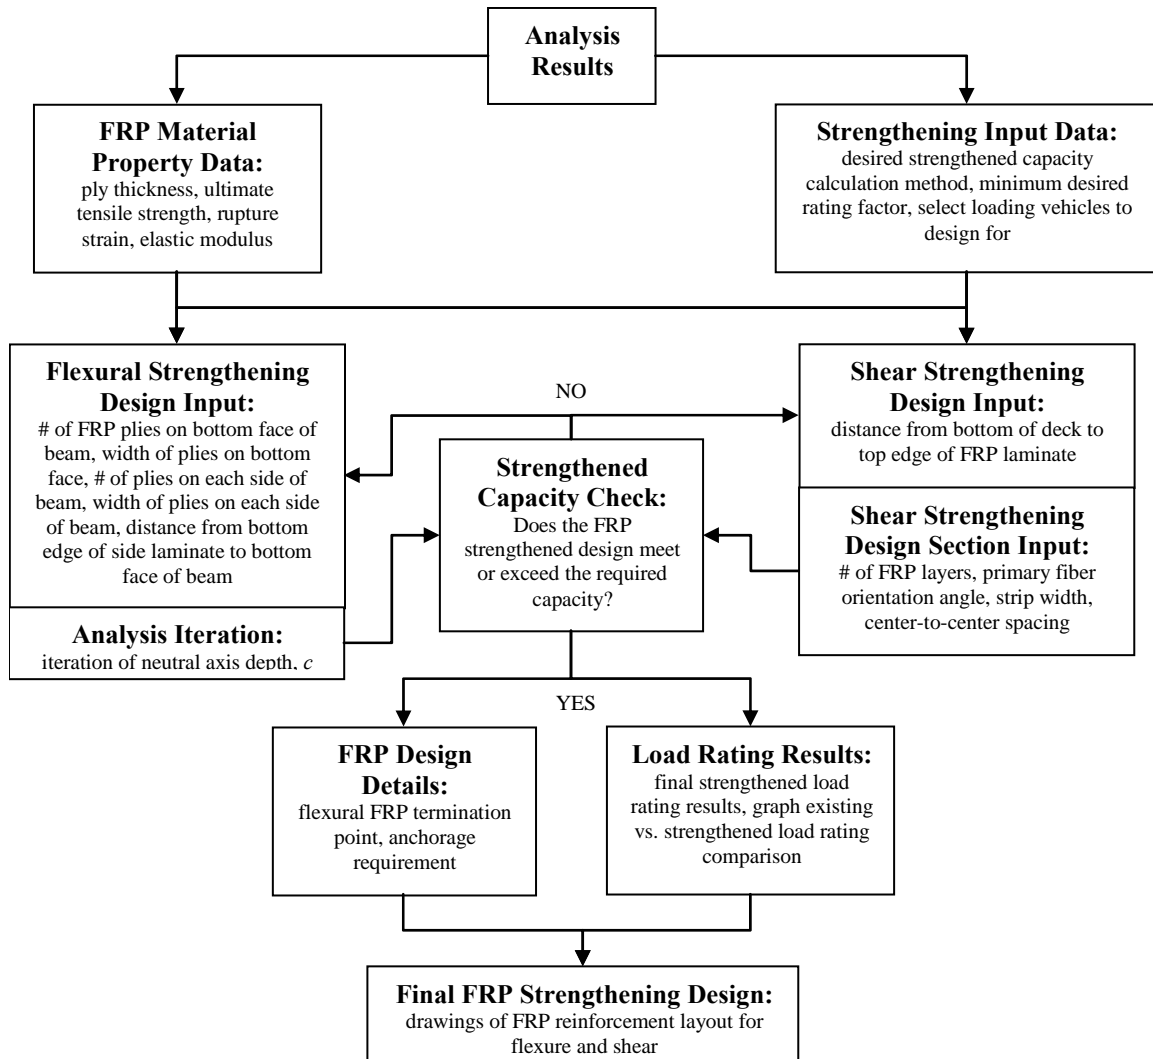 Analysis
Results
FRP Material
Property Data:
ply thickness, ultimate
tensile strength, rupture
strain, elastic modulus
Strengthening Input Data:
desired strengthened capacity
calculation method, minimum desired
rating factor, select loading vehicles to
design for
Flexural Strengthening
Design Input:
# of FRP plies on bottom face of
beam, width of plies on bottom
face, # of plies on each side of
beam, width of plies on each side
of beam, distance from bottom
edge of side laminate to bottom
face of beam
Analysis Iteration:
iteration of neutral axis depth, c
NO
Strengthened
Capacity Check:
Does the FRP
strengthened design meet
or exceed the required
capacity?
Shear Strengthening
Design Input:
distance from bottom of deck to
top edge of FRP laminate
Shear Strengthening
Design Section Input:
# of FRP layers, primary fiber
orientation angle, strip width,
center-to-center spacing
YES
FRP Design
Details:
flexural FRP termination
point, anchorage
requirement
Load Rating Results:
final strengthened load
rating results, graph existing
vs. strengthened load rating
comparison
Final FRP Strengthening Design:
drawings of FRP reinforcement layout for
flexure and shear